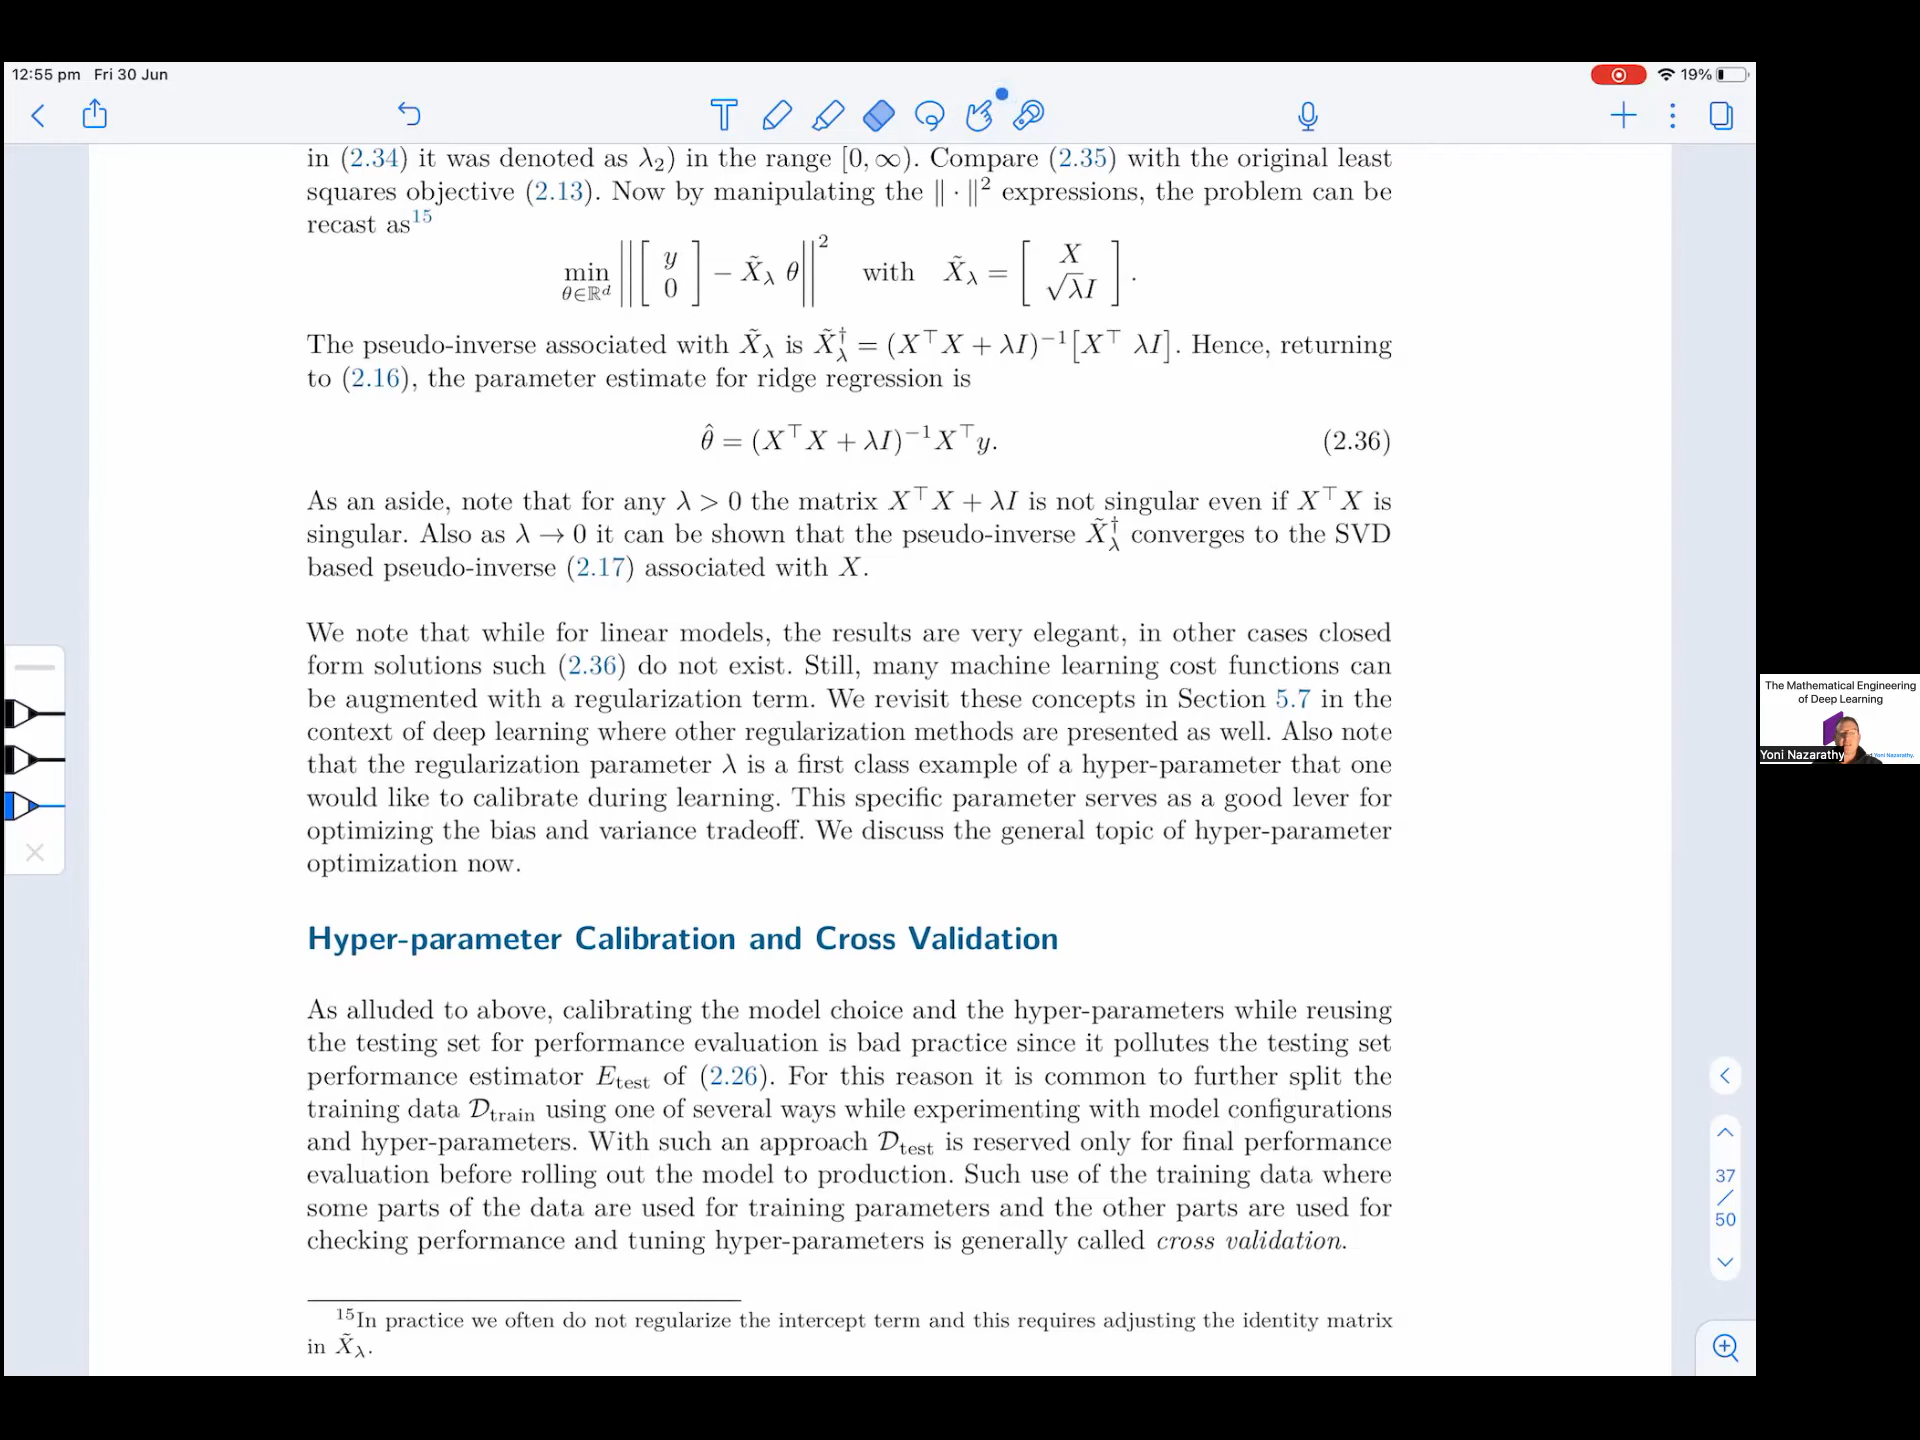 12:55 pm Fri 30 Jun
19%
in (2.34) it was denoted as λ₂) in the range [0, ∞). Compare (2.35) with the original least
squares objective (2.13). Now by manipulating the ‖ · ‖² expressions, the problem can be
recast as¹⁵
min_{θ∈ℝᵈ} ‖ [ y 0 ] − X̃_λ θ ‖² with X̃_λ = [ X √λI ] .
The pseudo-inverse associated with X̃_λ is X̃_λ^† = (X^⊤X + λI)⁻¹[X^⊤ λI]. Hence, returning
to (2.16), the parameter estimate for ridge regression is
θ̂ = (X^⊤X + λI)⁻¹X^⊤y. (2.36)
As an aside, note that for any λ > 0 the matrix X^⊤X + λI is not singular even if X^⊤X is
singular. Also as λ → 0 it can be shown that the pseudo-inverse X̃_λ^† converges to the SVD
based pseudo-inverse (2.17) associated with X.
We note that while for linear models, the results are very elegant, in other cases closed
form solutions such (2.36) do not exist. Still, many machine learning cost functions can
be augmented with a regularization term. We revisit these concepts in Section 5.7 in the
context of deep learning where other regularization methods are presented as well. Also note
that the regularization parameter λ is a first class example of a hyper-parameter that one
would like to calibrate during learning. This specific parameter serves as a good lever for
optimizing the bias and variance tradeoff. We discuss the general topic of hyper-parameter
optimization now.
Hyper-parameter Calibration and Cross Validation
As alluded to above, calibrating the model choice and the hyper-parameters while reusing
the testing set for performance evaluation is bad practice since it pollutes the testing set
performance estimator E_test of (2.26). For this reason it is common to further split the
training data 𝒟_train using one of several ways while experimenting with model configurations
and hyper-parameters. With such an approach 𝒟_test is reserved only for final performance
evaluation before rolling out the model to production. Such use of the training data where
some parts of the data are used for training parameters and the other parts are used for
checking performance and tuning hyper-parameters is generally called cross validation.
¹⁵In practice we often do not regularize the intercept term and this requires adjusting the identity matrix
in X̃_λ.
37
/
50
The Mathematical Engineering
of Deep Learning
Yoni Nazarathy
Yoni Nazarathy.